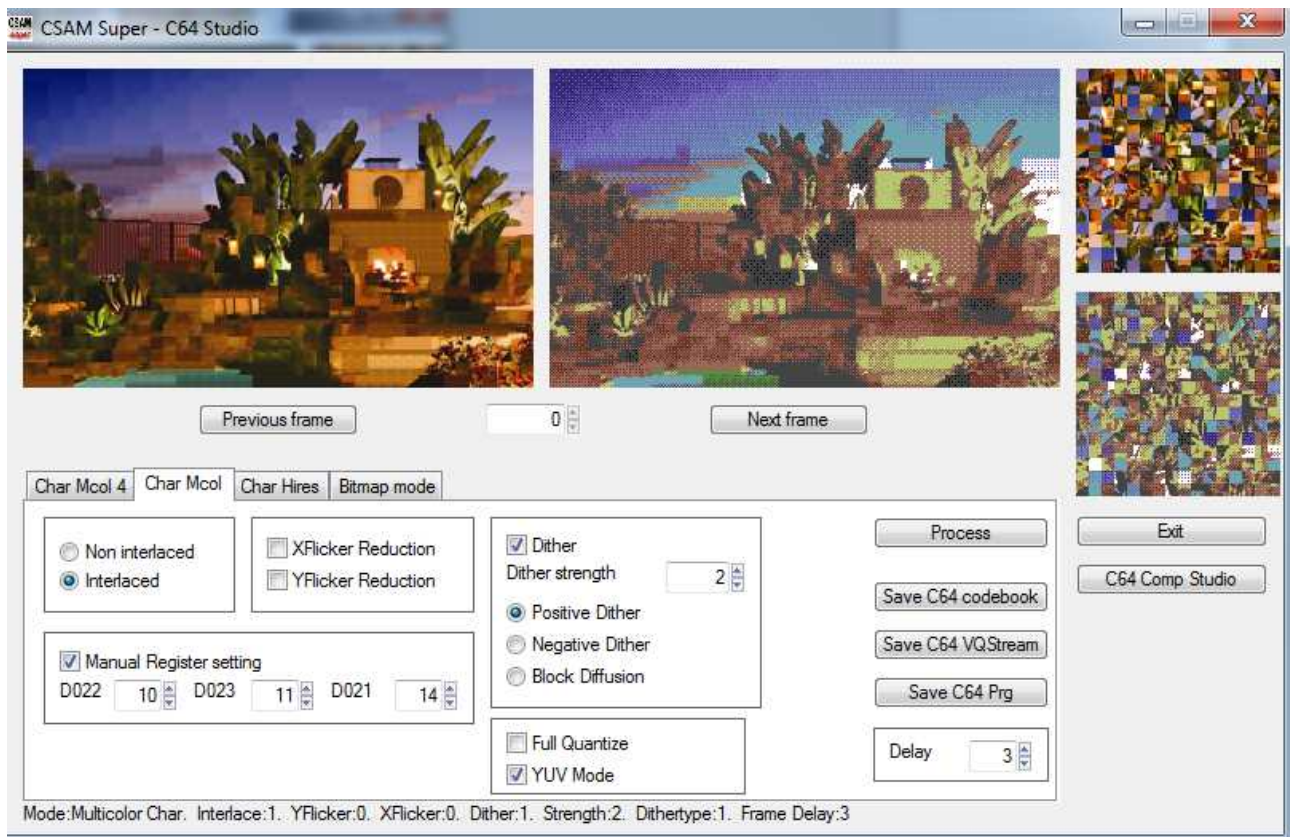 CSAM Super - C64 Studio
Previous frame
0
Next frame
Char Mcol 4
Char Mcol
Char Hires
Bitmap mode
Non interlaced
Interlaced
XFlicker Reduction
YFlicker Reduction
Dither
Dither strength 2
Positive Dither
Negative Dither
Block Diffusion
Process
Save C64 codebook
Save C64 VQStream
Save C64 Prg
Exit
C64 Comp Studio
Manual Register setting
D022 10 D023 11 D021 14
Full Quantize
YUV Mode
Delay 3
Mode:Multicolor Char. Interlace:1. YFlicker:0. XFlicker:0. Dither:1. Strength:2. Dithertype:1. Frame Delay:3